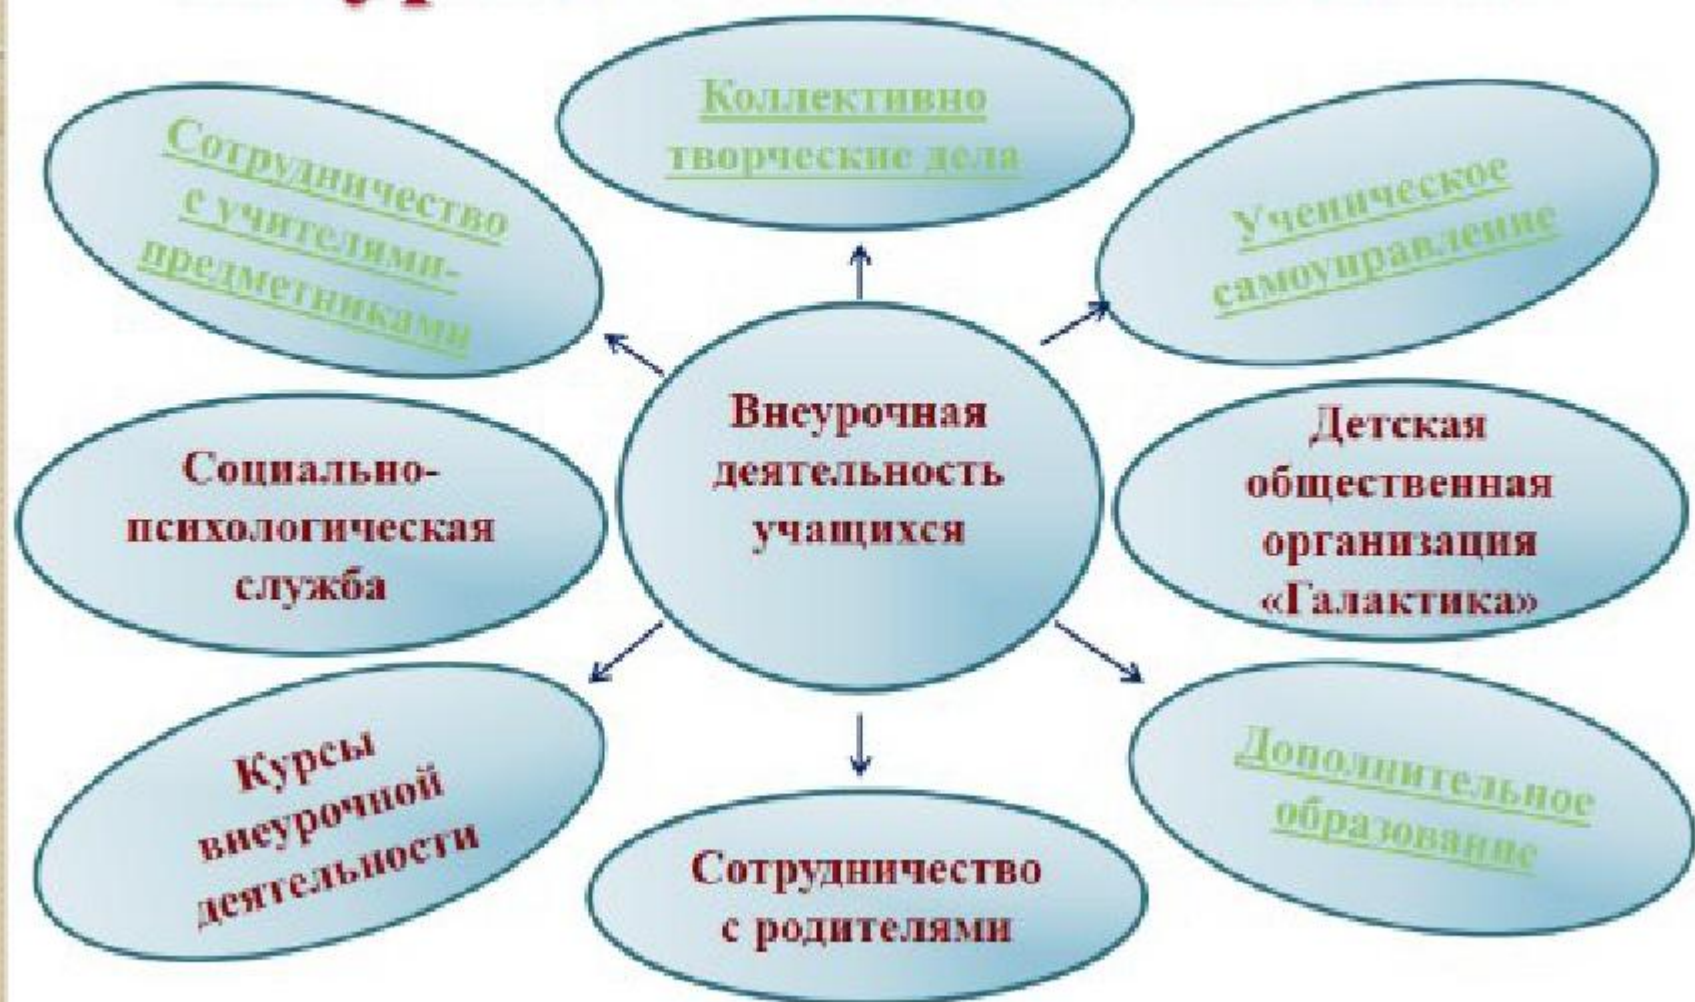 Коллективно
творческие дела
Сотрудничество
с учителями-
предметниками
Ученическое
самоуправление
Внеурочная
деятельность
учащихся
Социально-
психологическая
служба
Детская
общественная
организация
«Галактика»
Курсы
внеурочной
деятельности
Сотрудничество
с родителями
Дополнительное
образование